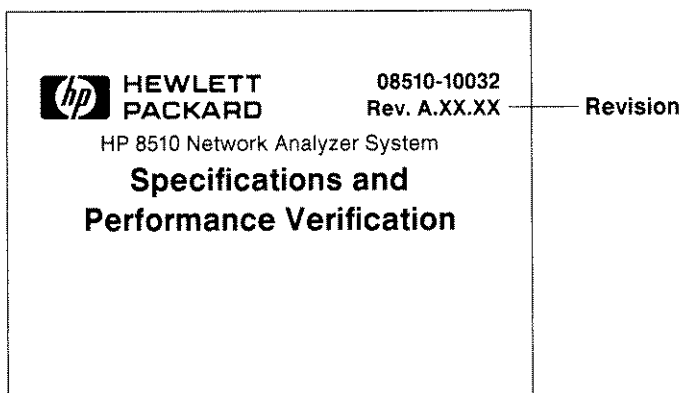 hp HEWLETT PACKARD
08510-10032
Rev. A.XX.XX
Revision
HP 8510 Network Analyzer System
Specifications and
Performance Verification